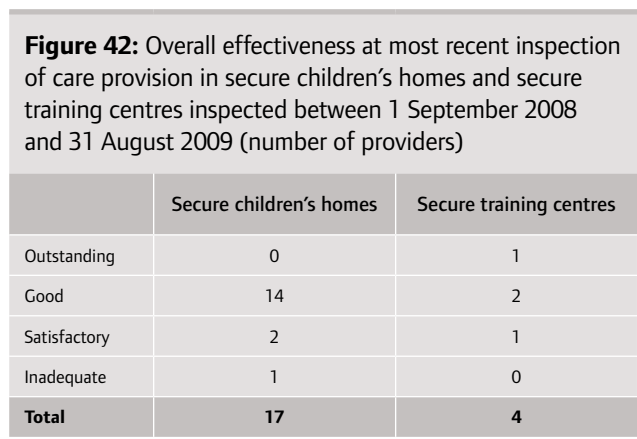 Figure 42: Overall effectiveness at most recent inspection
of care provision in secure children's homes and secure
training centres inspected between 1 September 2008
and 31 August 2009 (number of providers)
Secure children's homes Secure training centres
Outstanding 0 1
Good 14 2
Satisfactory 2 1
Inadequate 1 0
Total 17 4